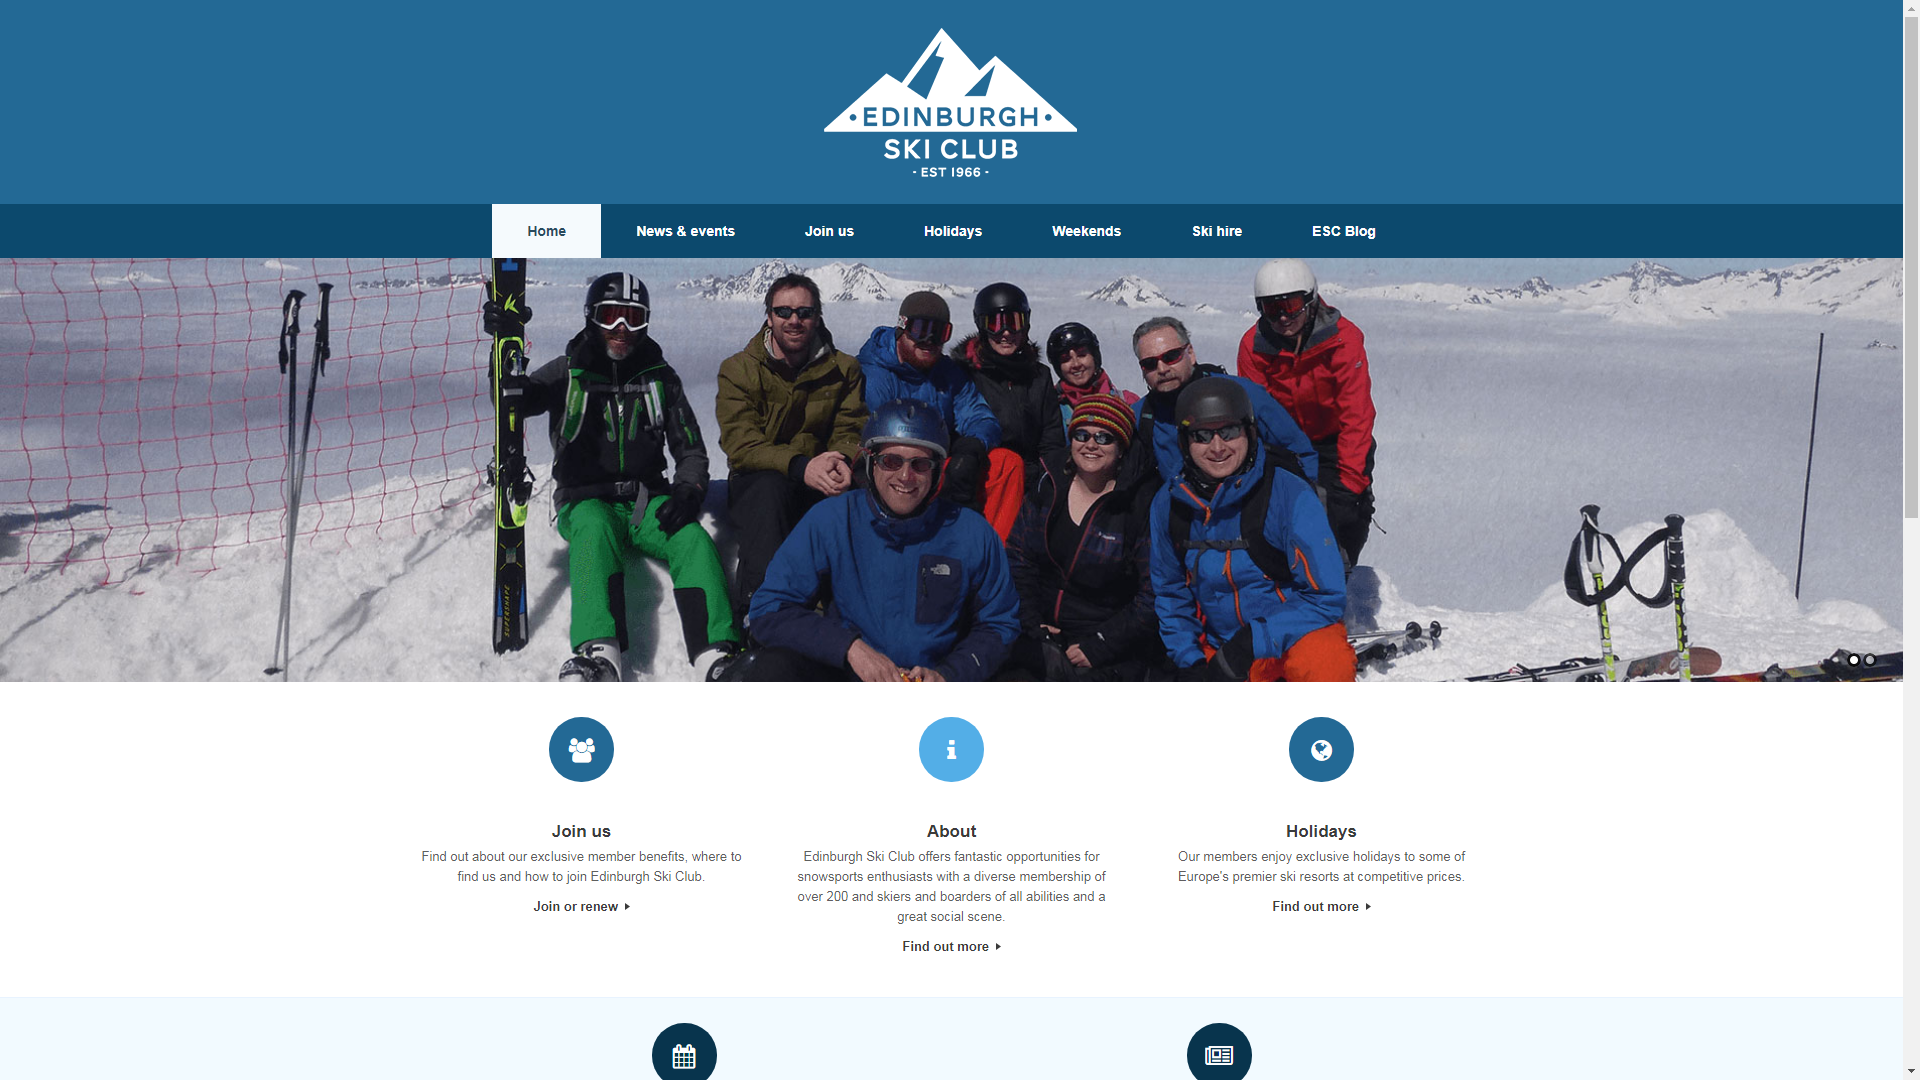 • EDINBURGH •
SKI CLUB
- EST 1966 -
Home
News & events
Join us
Holidays
Weekends
Ski hire
ESC Blog
SUPERSHAPE
Join us
Find out about our exclusive member benefits, where to
find us and how to join Edinburgh Ski Club.
Join or renew
About
Edinburgh Ski Club offers fantastic opportunities for
snowsports enthusiasts with a diverse membership of
over 200 and skiers and boarders of all abilities and a
great social scene.
Find out more
Holidays
Our members enjoy exclusive holidays to some of
Europe's premier ski resorts at competitive prices.
Find out more